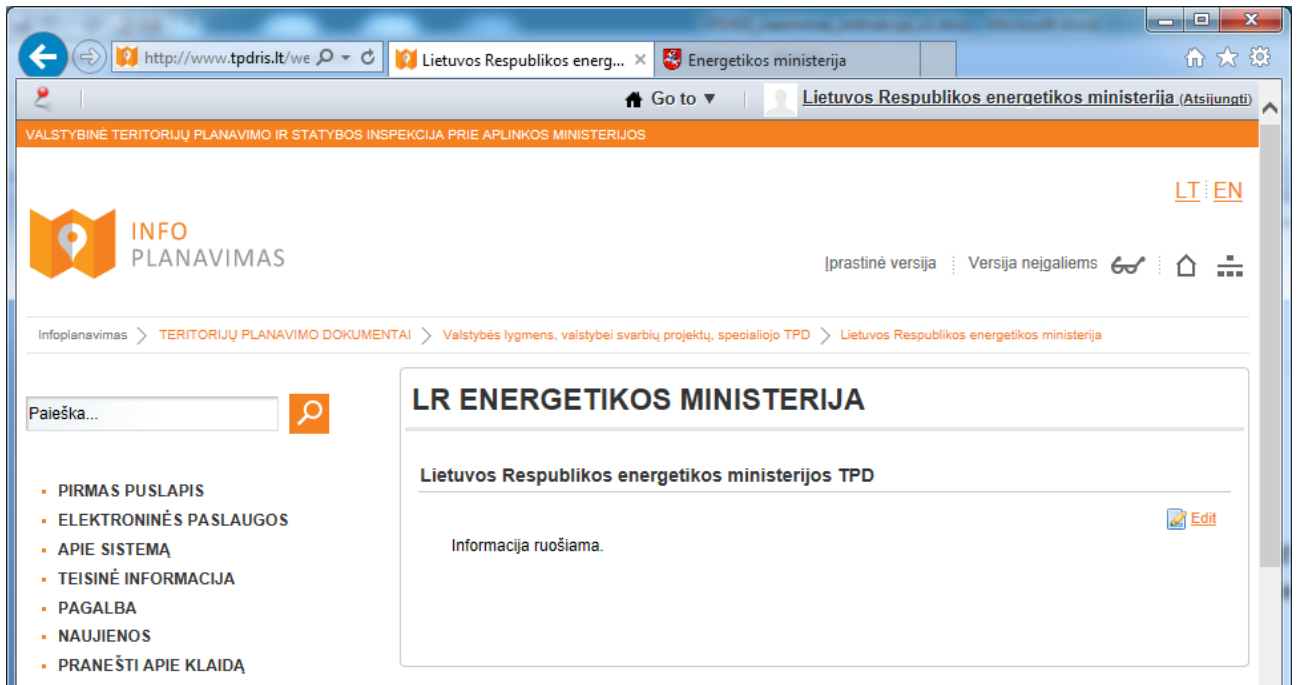 http://www.tpdris.lt/we
Lietuvos Respublikos energ...
Energetikos ministerija
Go to ▼
Lietuvos Respublikos energetikos ministerija (Atsijungti)
VALSTYBINĖ TERITORIJŲ PLANAVIMO IR STATYBOS INSPEKCIJA PRIE APLINKOS MINISTERIJOS
LT EN
INFO
PLANAVIMAS
Įprastinė versija Versija neįgaliems
Infoplanavimas > TERITORIJŲ PLANAVIMO DOKUMENTAI > Valstybės lygmens, valstybei svarbių projektų, specialiojo TPD > Lietuvos Respublikos energetikos ministerija
Paieška...
PIRMAS PUSLAPIS
ELEKTRONINĖS PASLAUGOS
APIE SISTEMĄ
TEISINĖ INFORMACIJA
PAGALBA
NAUJIENOS
PRANEŠTI APIE KLAIDĄ
LR ENERGETIKOS MINISTERIJA
Lietuvos Respublikos energetikos ministerijos TPD
Edit
Informacija ruošiama.